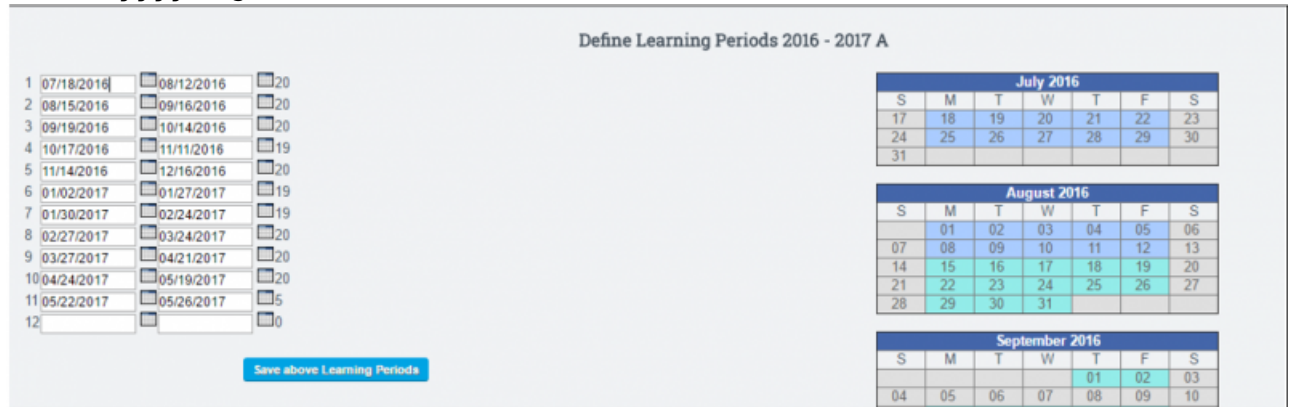 Define Learning Periods 2016 - 2017 A
1 07/18/2016 08/12/2016 20
2 08/15/2016 09/16/2016 20
3 09/19/2016 10/14/2016 20
4 10/17/2016 11/11/2016 19
5 11/14/2016 12/16/2016 20
6 01/02/2017 01/27/2017 19
7 01/30/2017 02/24/2017 19
8 02/27/2017 03/24/2017 20
9 03/27/2017 04/21/2017 20
10 04/24/2017 05/19/2017 20
11 05/22/2017 05/26/2017 5
12 0
Save above Learning Periods
July 2016
S M T W T F S
17 18 19 20 21 22 23
24 25 26 27 28 29 30
31
August 2016
S M T W T F S
01 02 03 04 05 06
07 08 09 10 11 12 13
14 15 16 17 18 19 20
21 22 23 24 25 26 27
28 29 30 31
September 2016
S M T W T F S
01 02 03
04 05 06 07 08 09 10